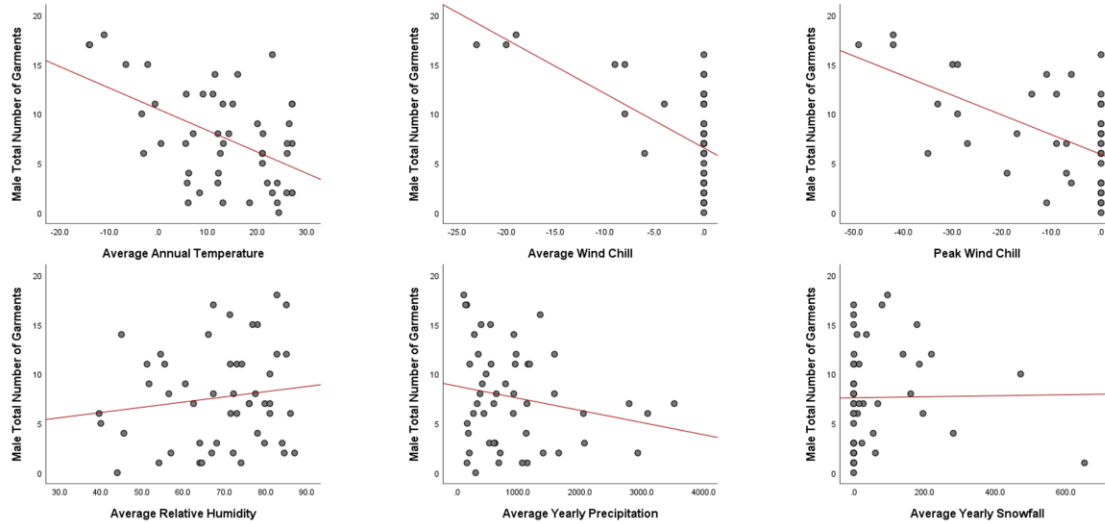 20
15
10
5
0
Male Total Number of Garments
-20.0 -10.0 .0 10.0 20.0 30.0
Average Annual Temperature
20
15
10
5
0
Male Total Number of Garments
-25.0 -20.0 -15.0 -10.0 -5.0 .0
Average Wind Chill
20
15
10
5
0
Male Total Number of Garments
-50.0 -40.0 -30.0 -20.0 -10.0 .0
Peak Wind Chill
20
15
10
5
0
Male Total Number of Garments
30.0 40.0 50.0 60.0 70.0 80.0 90.0
Average Relative Humidity
20
15
10
5
0
Male Total Number of Garments
.0 1000.0 2000.0 3000.0 4000.0
Average Yearly Precipitation
20
15
10
5
0
Male Total Number of Garments
.0 200.0 400.0 600.0
Average Yearly Snowfall